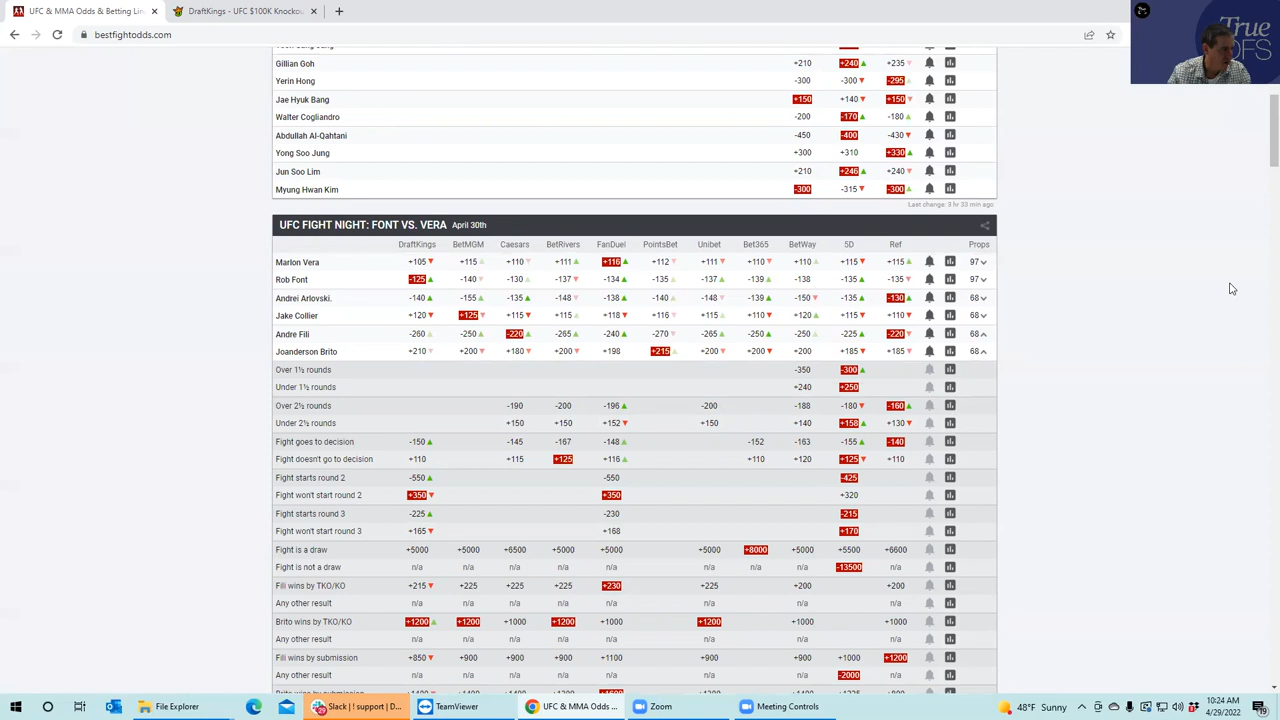 UFC & MMA Odds & Betting Lin
DraftKings - UFC $100K Knockou
bestfightodds.com
True
DFS
Gillian Goh +210 +240 +235
Yerin Hong -300 -300 -295
Jae Hyuk Bang +150 +140 +150
Walter Cogliandro -200 -170 -180
Abdullah Al-Qahtani -450 -400 -430
Yong Soo Jung +300 +310 +330
Jun Soo Lim +210 +246 +240
Myung Hwan Kim -300 -315 -300
Last change: 3 hr 33 min ago
UFC FIGHT NIGHT: FONT VS. VERA April 30th
DraftKings BetMGM Caesars BetRivers FanDuel PointsBet Unibet Bet365 BetWay 5D Ref Props
Marlon Vera +105 +115 +110 +111 +116 +112 +111 +110 +110 +115 +115 97
Rob Font -125 -140 -130 -137 -134 -137 -139 -138 -135 -135 97
Andrei Arlovski. -140 -155 -135 -148 -138 -140 -148 -139 -150 -135 -130 68
Jake Collier +120 +125 +115 +115 +118 +116 +115 +110 +120 +115 +110 68
Andre Fili -260 -250 -220 -265 -240 -270 -265 -250 -250 -225 -220 68
Joanderson Brito +210 +200 +180 +200 +198 +215 +200 +200 +200 +185 +185 68
Over 1½ rounds -350 -300
Under 1½ rounds +240 +250
Over 2½ rounds -190 -200 -196 -200 -188 -180 -160
Under 2½ rounds +150 +150 +152 +150 +140 +158 +130
Fight goes to decision -150 -145 -167 -148 -152 -163 -155 -140
Fight doesn't go to decision +110 +115 +125 +116 +110 +120 +125 +110
Fight starts round 2 -550 -550 -425
Fight won't start round 2 +350 +350 +320
Fight starts round 3 -225 -230 -215
Fight won't start round 3 +165 +168 +170
Fight is a draw +5000 +5000 +6500 +5000 +5000 +5000 +8000 +5000 +5500 +6600
Fight is not a draw n/a n/a n/a n/a n/a n/a n/a n/a -13500 n/a
Fili wins by TKO/KO +215 +225 +225 +225 +230 +225 +200 +200
Any other result n/a n/a n/a n/a n/a n/a n/a n/a
Brito wins by TKO/KO +1200 +1200 +1000 +1200 +1000 +1200 +1000 +1000
Any other result n/a n/a n/a n/a n/a n/a n/a n/a
Fili wins by submission +850 +900 +900 +900 +1100 +900 +900 +1000 +1200
Any other result n/a n/a n/a n/a n/a n/a n/a -2000 n/a
File Explorer
Slack | ! support | D...
TeamViewer
UFC & MMA Odds ...
Zoom
Meeting Controls
48°F Sunny
10:24 AM
4/29/2022
19